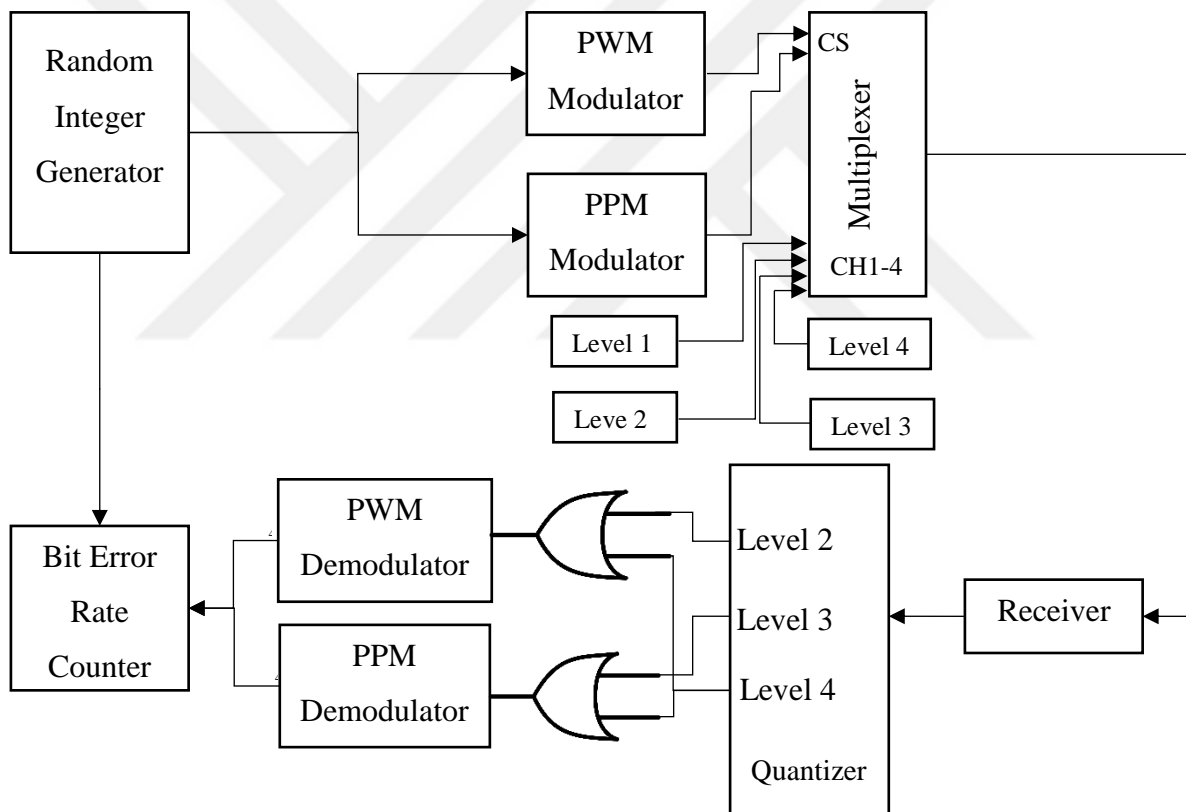 Random
Integer
Generator
PWM
Modulator
PPM
Modulator
CS
Multiplexer
CH1-4
Level 1
Leve 2
Level 4
Level 3
PWM
Demodulator
PPM
Demodulator
Bit Error
Rate
Counter
Level 2
Level 3
Level 4
Quantizer
Receiver